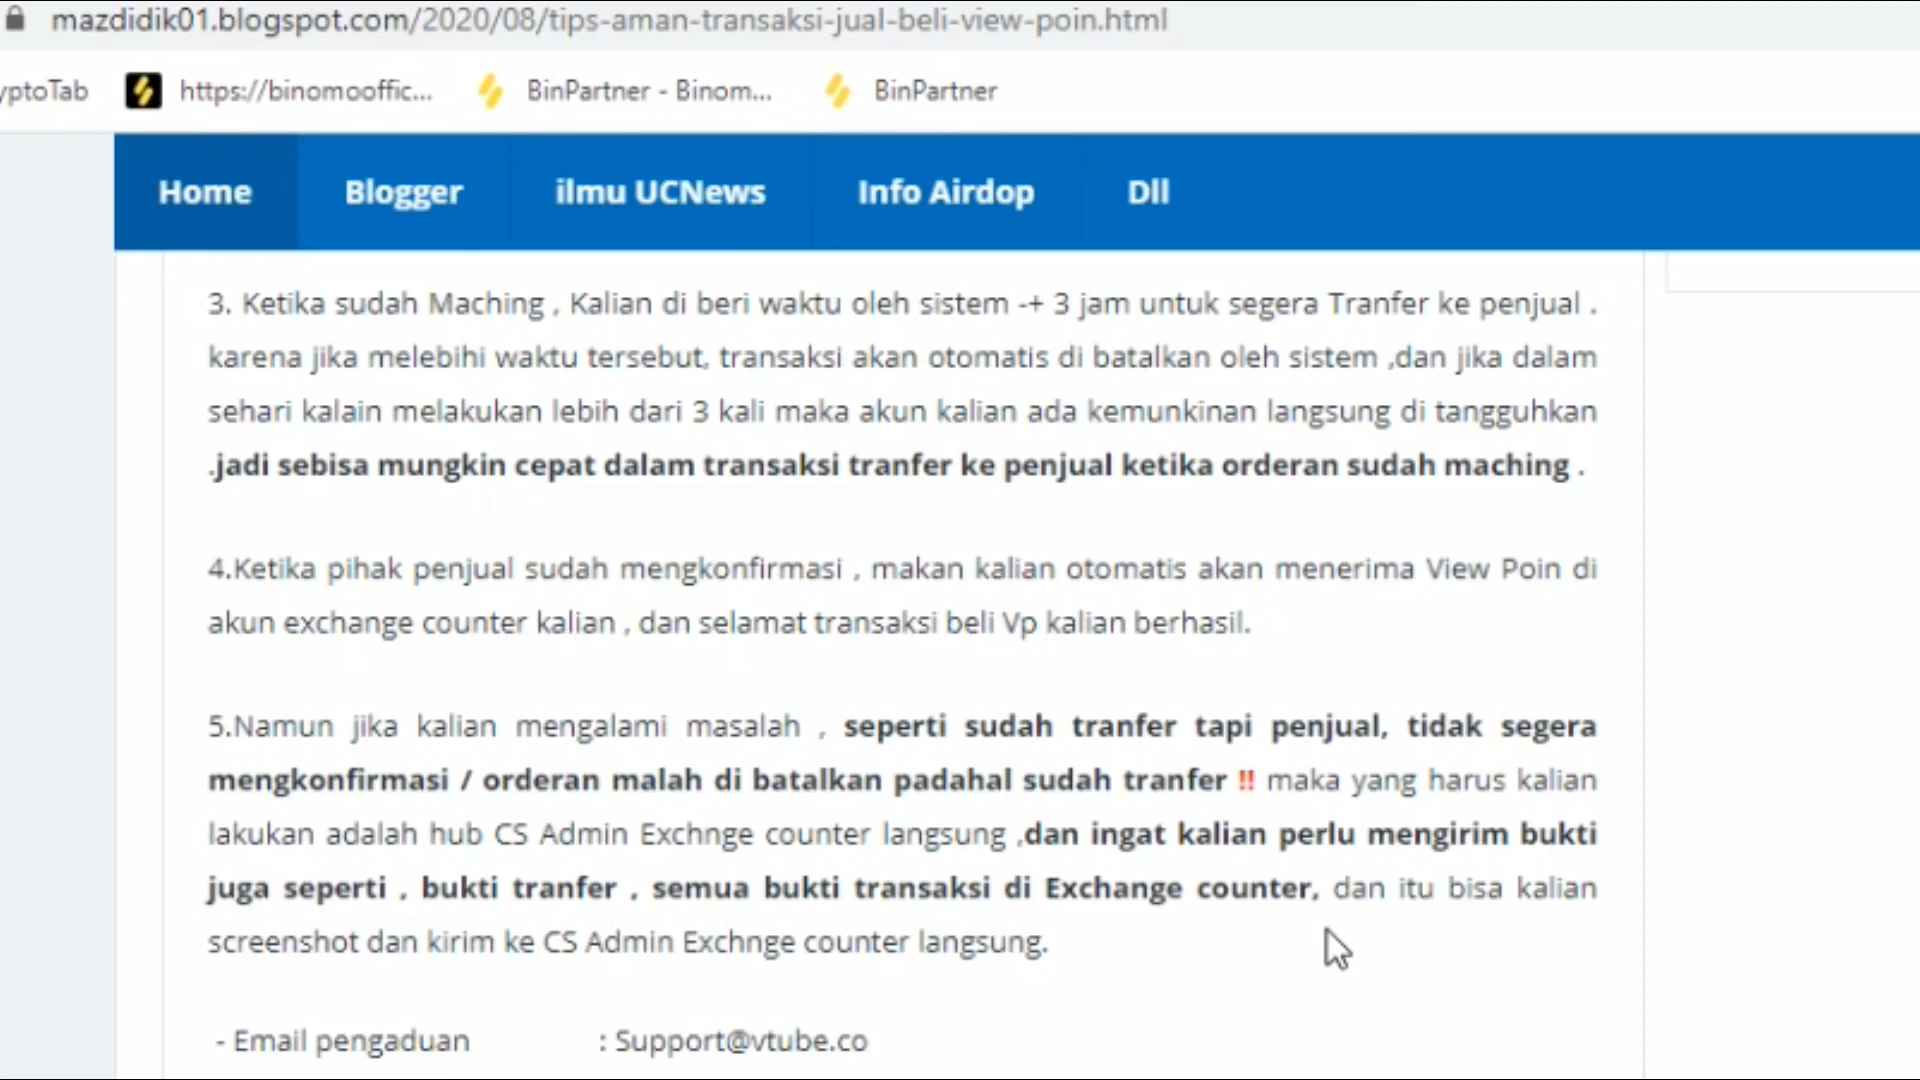 mazdidik01.blogspot.com/2020/08/tips-aman-transaksi-jual-beli-view-poin.html
yptoTab https://binomooffic... BinPartner - Binom... BinPartner
Home Blogger ilmu UCNews Info Airdop Dll
3. Ketika sudah Maching , Kalian di beri waktu oleh sistem -+ 3 jam untuk segera Tranfer ke penjual .
karena jika melebihi waktu tersebut, transaksi akan otomatis di batalkan oleh sistem ,dan jika dalam
sehari kalain melakukan lebih dari 3 kali maka akun kalian ada kemunkinan langsung di tangguhkan
.jadi sebisa mungkin cepat dalam transaksi tranfer ke penjual ketika orderan sudah maching .
4.Ketika pihak penjual sudah mengkonfirmasi , makan kalian otomatis akan menerima View Poin di
akun exchange counter kalian , dan selamat transaksi beli Vp kalian berhasil.
5.Namun jika kalian mengalami masalah , seperti sudah tranfer tapi penjual, tidak segera
mengkonfirmasi / orderan malah di batalkan padahal sudah tranfer ‼ maka yang harus kalian
lakukan adalah hub CS Admin Exchnge counter langsung ,dan ingat kalian perlu mengirim bukti
juga seperti , bukti tranfer , semua bukti transaksi di Exchange counter, dan itu bisa kalian
screenshot dan kirim ke CS Admin Exchnge counter langsung.
- Email pengaduan : Support@vtube.co